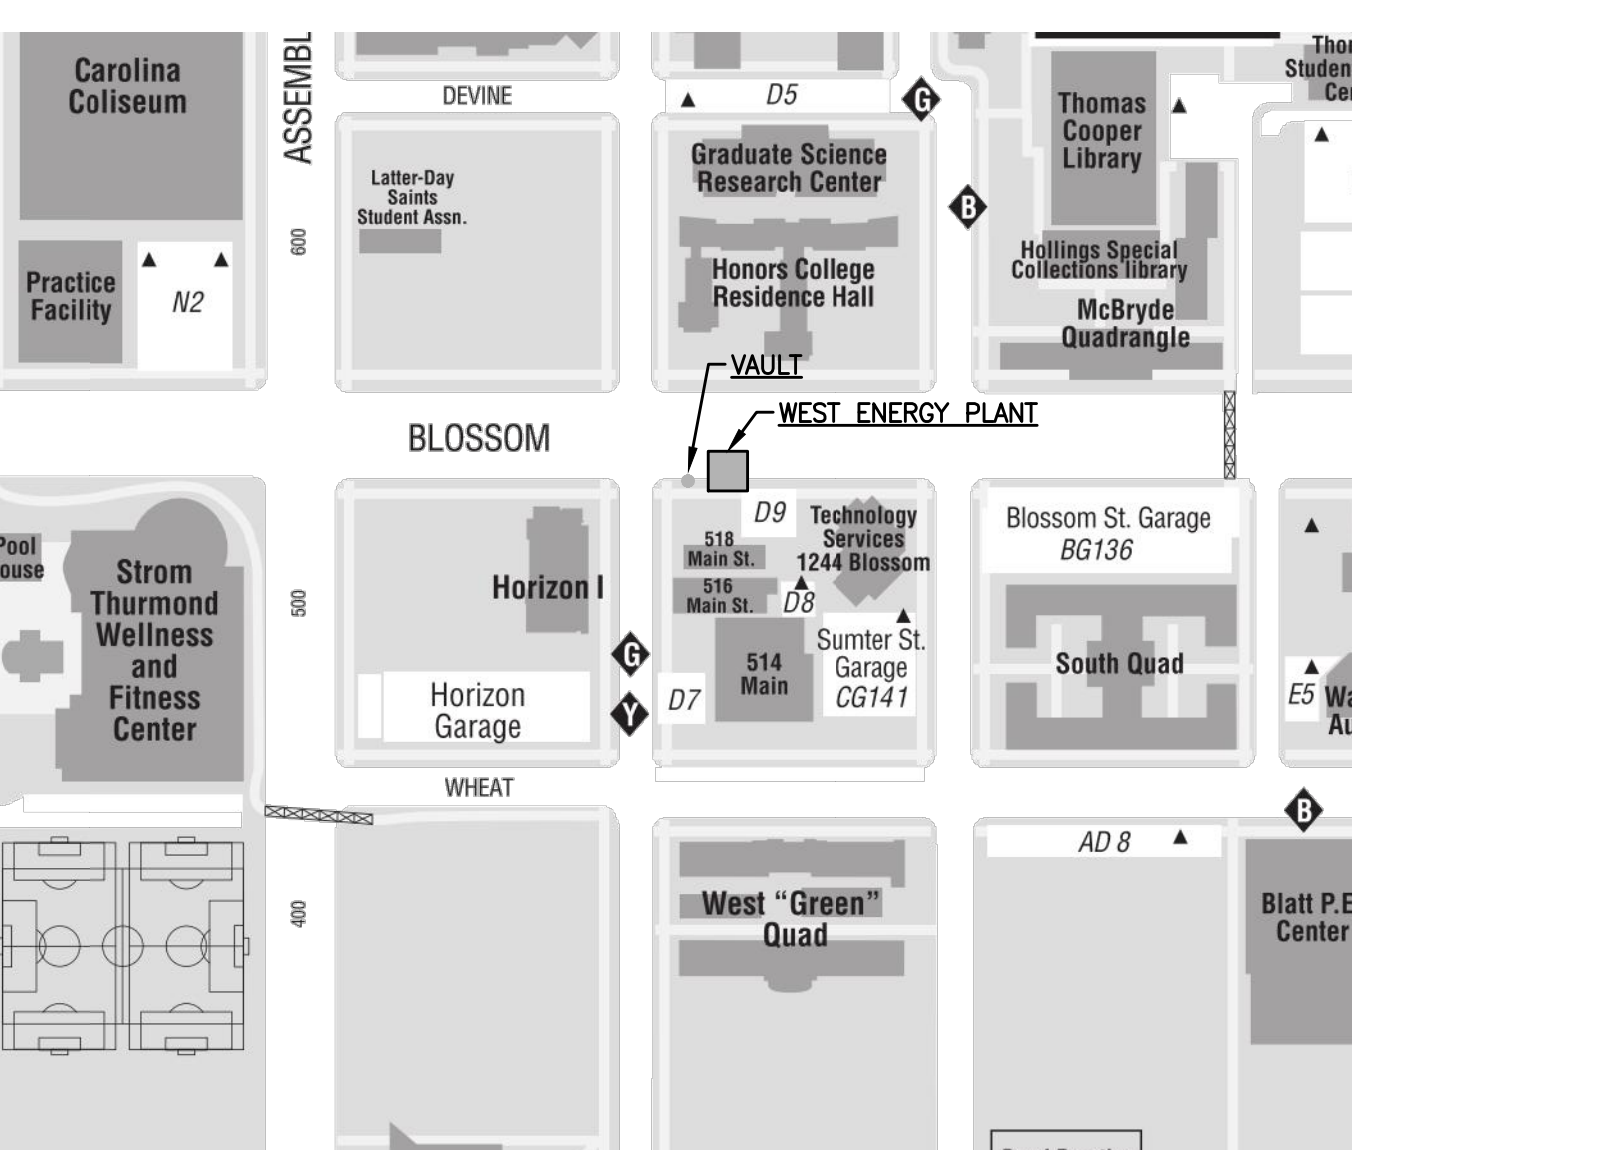 Carolina
Coliseum
ASSEMBL
DEVINE
D5
G
Thomas
Cooper
Library
Graduate Science
Research Center
Latter-Day
Saints
Student Assn.
B
600
Practice
Facility
N2
Honors College
Residence Hall
Hollings Special
Collections library
McBryde
Quadrangle
VAULT
WEST ENERGY PLANT
BLOSSOM
D9
Technology
Services
1244 Blossom
518
Main St.
516
Main St.
D8
Blossom St. Garage
BG136
Pool
Strom
Thurmond
Wellness
and
Fitness
Center
500
Horizon I
G
Y
Horizon
Garage
D7
514
Main
Sumter St.
Garage
CG141
South Quad
E5
WHEAT
B
AD 8
400
West “Green”
Quad
Blatt P.E
Center